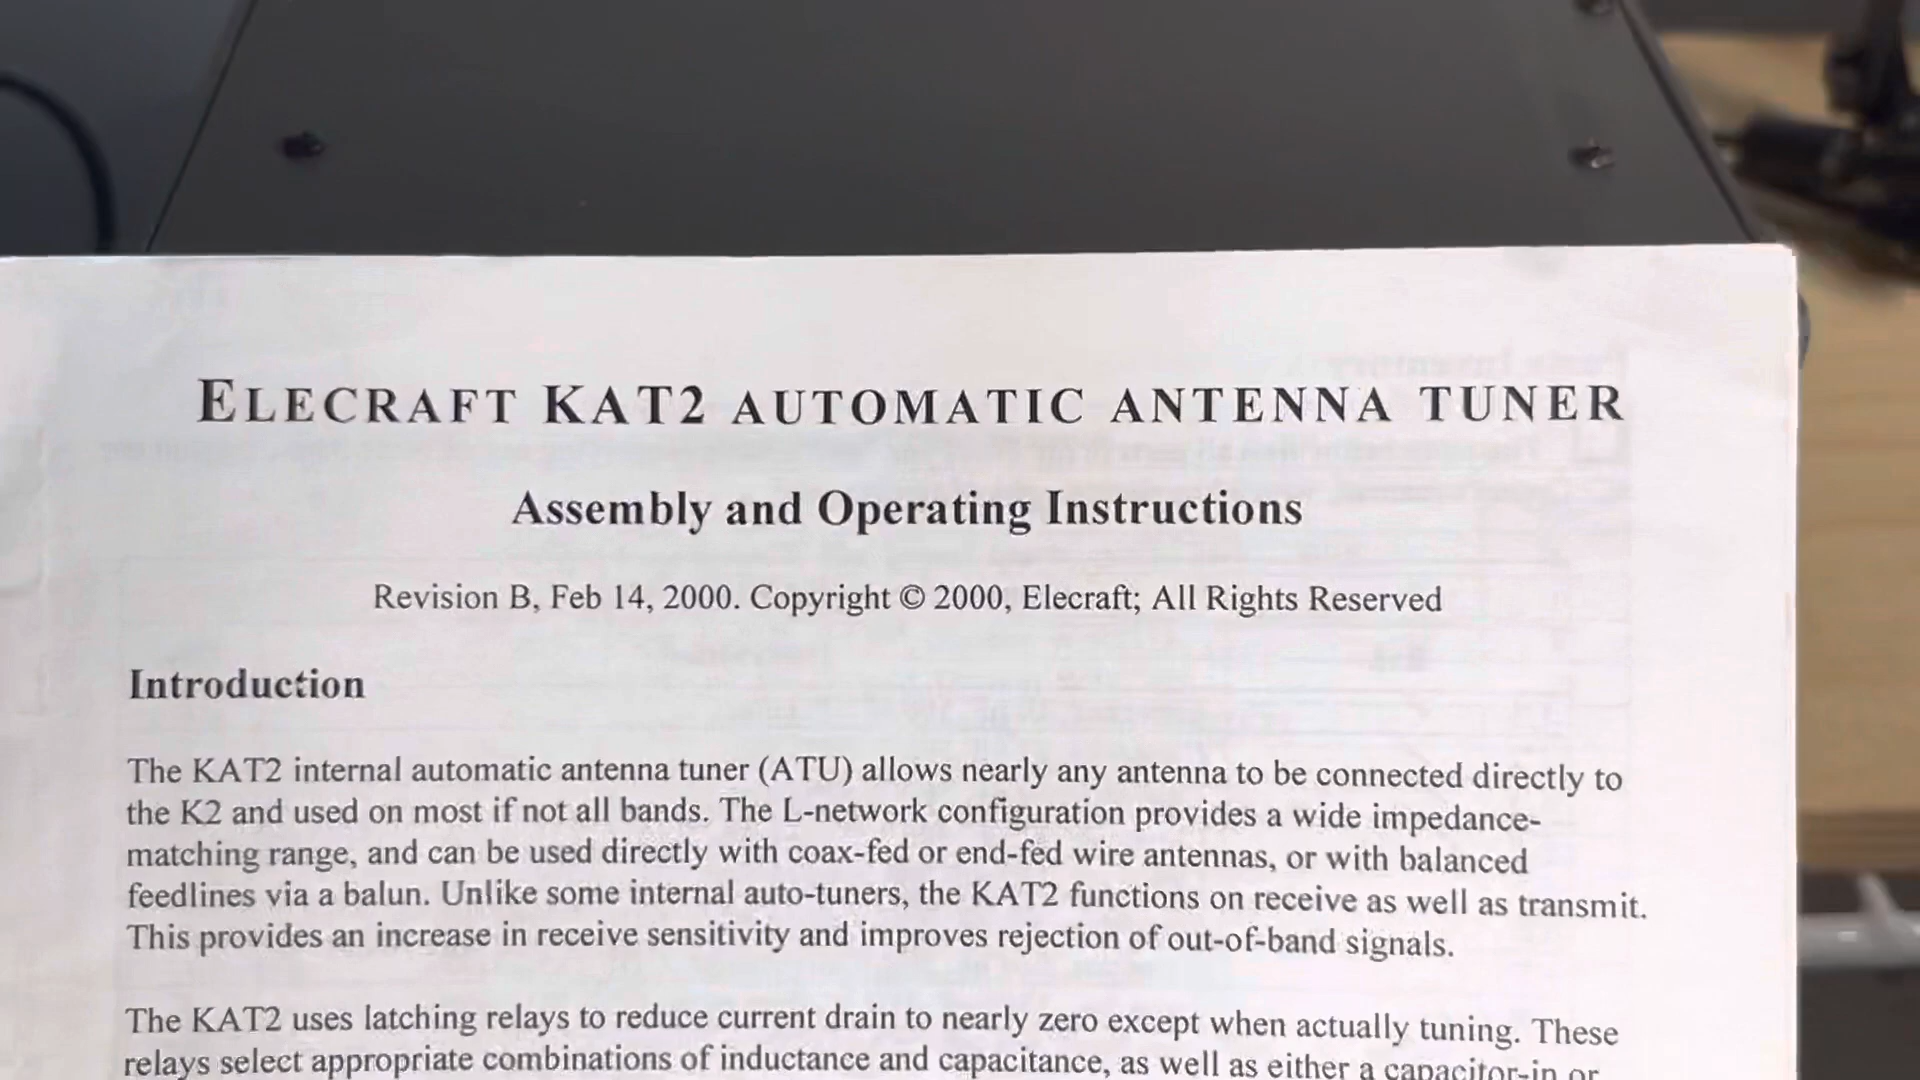 ELECRAFT KAT2 AUTOMATIC ANTENNA TUNER
Assembly and Operating Instructions
Revision B, Feb 14, 2000. Copyright © 2000, Elecraft; All Rights Reserved
Introduction
The KAT2 internal automatic antenna tuner (ATU) allows nearly any antenna to be connected directly to
the K2 and used on most if not all bands. The L-network configuration provides a wide impedance-
matching range, and can be used directly with coax-fed or end-fed wire antennas, or with balanced
feedlines via a balun. Unlike some internal auto-tuners, the KAT2 functions on receive as well as transmit.
This provides an increase in receive sensitivity and improves rejection of out-of-band signals.
The KAT2 uses latching relays to reduce current drain to nearly zero except when actually tuning. These
relays select appropriate combinations of inductance and capacitance, as well as either a capacitor-in or